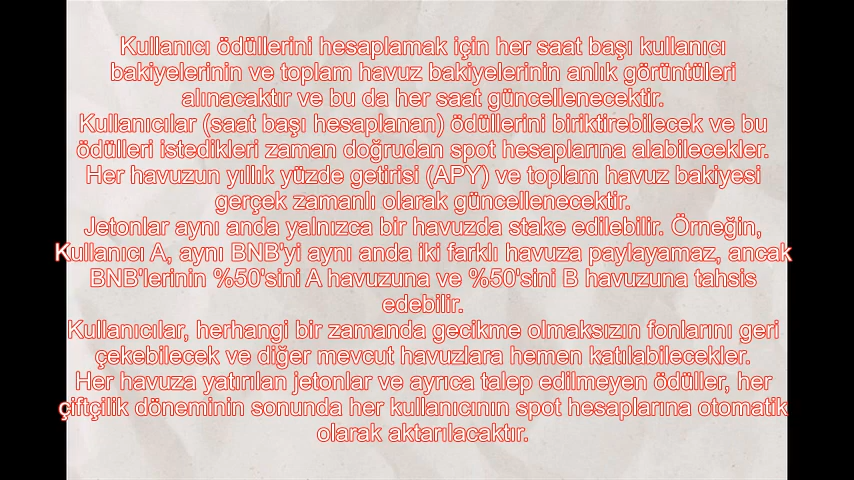 Kullanıcı ödüllerini hesaplamak için her saat başı kullanıcı
bakiyelerinin ve toplam havuz bakiyelerinin anlık görüntüleri
alınacaktır ve bu da her saat güncellenecektir.
Kullanıcılar (saat başı hesaplanan) ödüllerini biriktirebilecek ve bu
ödülleri istedikleri zaman doğrudan spot hesaplarına alabilecekler.
Her havuzun yıllık yüzde getirisi (APY) ve toplam havuz bakiyesi
gerçek zamanlı olarak güncellenecektir.
Jetonlar aynı anda yalnızca bir havuzda stake edilebilir. Örneğin,
Kullanıcı A, aynı BNB'yi aynı anda iki farklı havuza paylayamaz, ancak
BNB'lerinin %50'sini A havuzuna ve %50'sini B havuzuna tahsis
edebilir.
Kullanıcılar, herhangi bir zamanda gecikme olmaksızın fonlarını geri
çekebilecek ve diğer mevcut havuzlara hemen katılabilecekler.
Her havuza yatırılan jetonlar ve ayrıca talep edilmeyen ödüller, her
çiftçilik döneminin sonunda her kullanıcının spot hesaplarına otomatik
olarak aktarılacaktır.